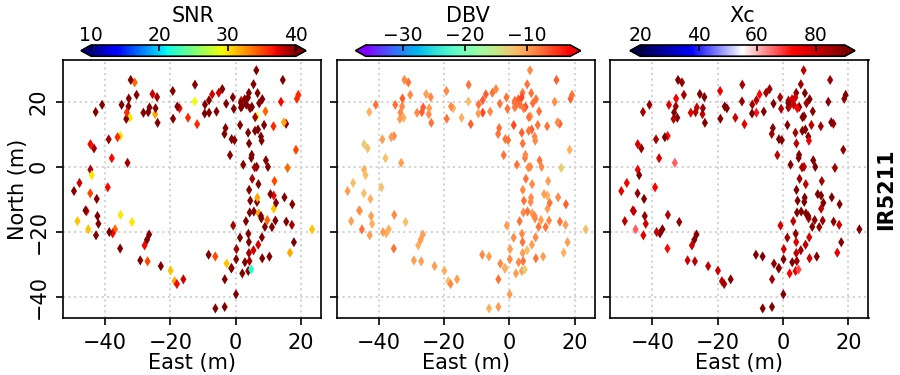 SNR DBV Xc
10 20 30 40 −30 −20 −10 20 40 60 80
20
0
−20
−40
North (m)
IR5211
−40 −20 0 20 −40 −20 0 20 −40 −20 0 20
East (m) East (m) East (m)